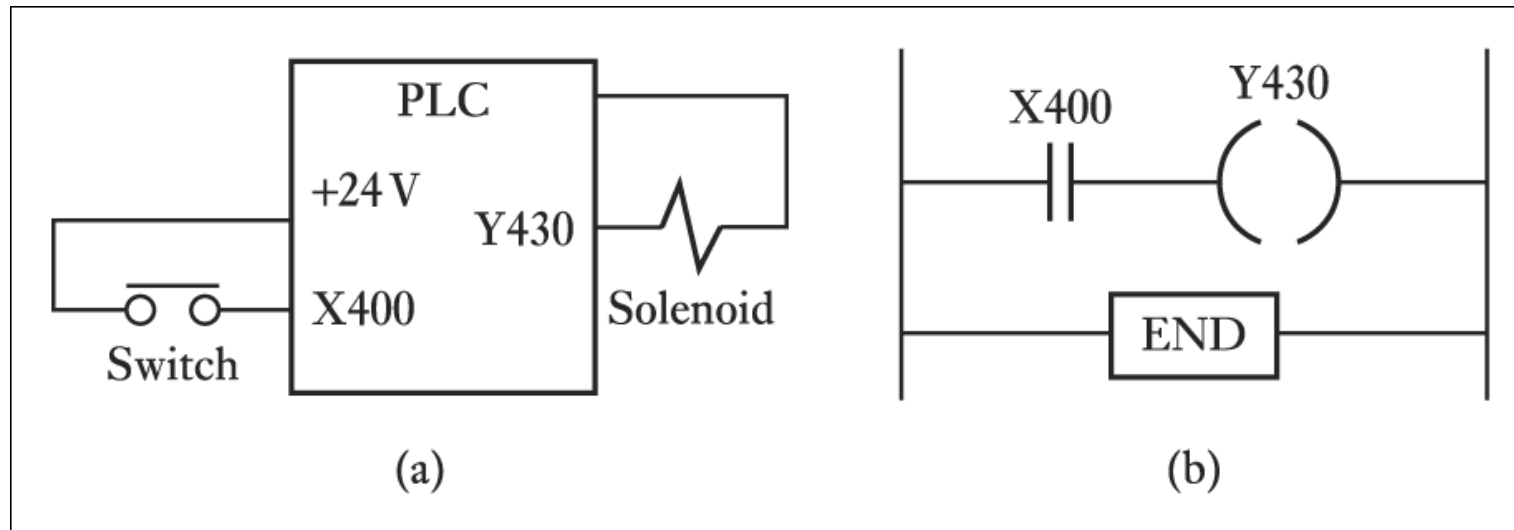 PLC
+24 V
Y430
X400
Switch
Solenoid
(a)
X400
Y430
END
(b)